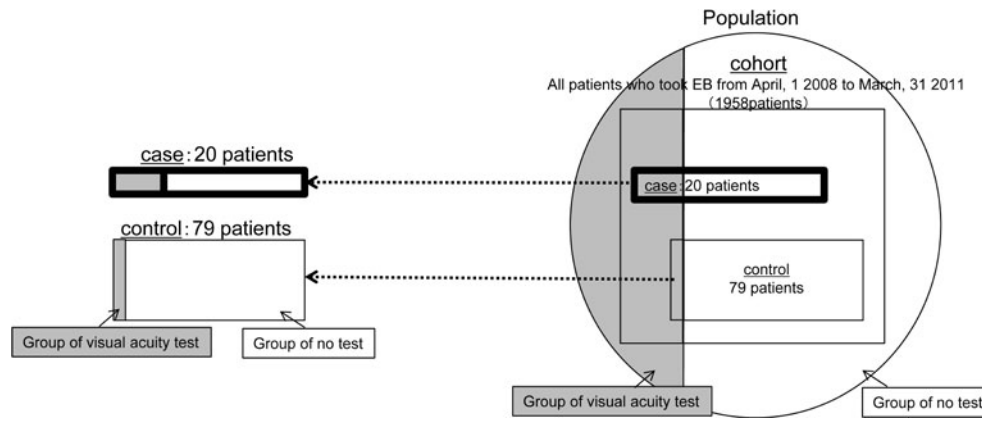 Population
cohort
All patients who took EB from April, 1 2008 to March, 31 2011
（1958patients）
case：20 patients
case：20 patients
control：79 patients
control
79 patients
Group of visual acuity test
Group of no test
Group of visual acuity test
Group of no test